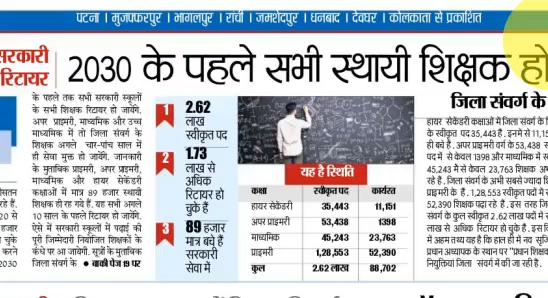 पटना । मुजफ्फरपुर । भागलपुर । रांची । जमशेदपुर । धनबाद । देवघर । कोलकाता से प्रकाशित
सरकारी
रिटायर
2030 के पहले सभी स्थायी शिक्षक हो
के पहले तक सभी सरकारी स्कूलों
के सभी शिक्षक रिटायर हो जायेंगे.
अपर प्राइमरी, माध्यमिक और उच्च
माध्यमिक में तो जिला संवर्ग के
शिक्षक अगले चार-पांच साल में
ही सेवा मुक्त हो जायेंगे. जानकारी
के मुताबिक प्राइमरी, अपर प्राइमरी,
माध्यमिक और हायर सेकेंडरी
कक्षाओं में मात्र 89 हजार स्थायी
शिक्षक ही रह गये हैं. यह सभी अगले
10 साल के पहले रिटायर हो जायेंगे.
ऐसे में सरकारी स्कूलों में पढ़ाई की
पूरी जिम्मेदारी नियोजित शिक्षकों के
कंधे पर आ जायेगी. सूत्रों के मुताबिक
जिला संवर्ग के ● बाकी पेज 19 पर
1 2.62
लाख
स्वीकृत पद
2 1.73
लाख से
अधिक
रिटायर हो
चुके हैं
3 89 हजार
मात्र बचे हैं
सरकारी
सेवा में
यह है स्थिति
कक्षा स्वीकृत पद कार्यरत
हायर सेकेंडरी 35,443 11,151
अपर प्राइमरी 53,438 1398
माध्यमिक 45,243 23,763
प्राइमरी 1,28,553 52,390
कुल 2.62 लाख 88,702
जिला संवर्ग के
हायर सेकेंडरी कक्षाओं में जिला संवर्ग के
के स्वीकृत पद 35,443 हैं. इनमें से 11,15
ही बचे हैं. अपर प्राइमरी वर्ग के 53,438 स
पद में से केवल 1398 और माध्यमिक में स
45,243 में से केवल 23,763 शिक्षक अ
रहे हैं. जिला संवर्ग के अभी सबसे ज्यादा शि
प्राइमरी के हैं. 1,28,553 स्वीकृत पदों में
52,390 शिक्षक पढ़ा रहे हैं. इस तरह जि
संवर्ग के कुल स्वीकृत 2.62 लाख पदों में
लाख से अधिक रिटायर हो चुके हैं. इस दि
में अहम तथ्य यह है कि हाल ही में नव सृजि
प्रधान अध्यापक के स्थान पर "प्रधान शिक्षक
नियुक्तियां जिला संवर्ग में की जा रही हैं.